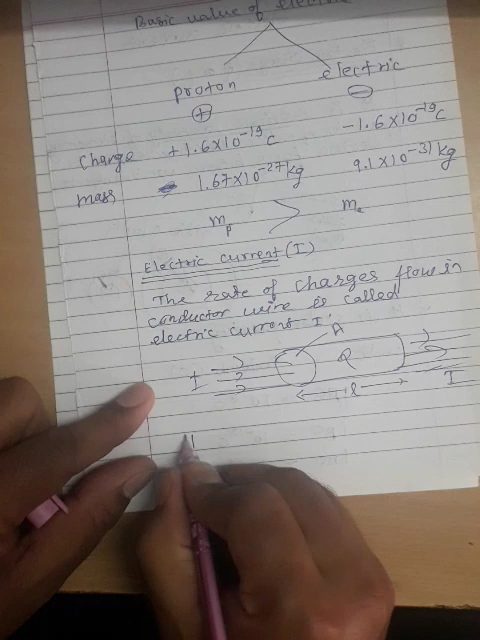 Basic value of electric
proton electric
⊕ ⊖
Charge +1.6×10⁻¹⁹C -1.6×10⁻¹⁹C
mass 1.67×10⁻²⁷kg 9.1×10⁻³¹kg
mₚ > mₑ
Electric current (I)
The rate of charges flow in
conductor wire is called
electric current I.
A
I Q I
l